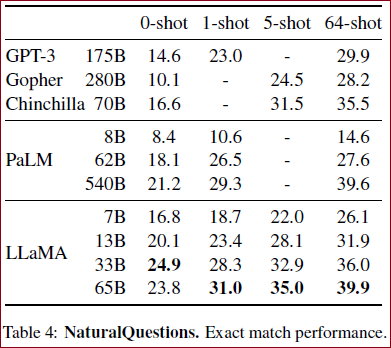 0-shot 1-shot 5-shot 64-shot
GPT-3 175B 14.6 23.0 - 29.9
Gopher 280B 10.1 - 24.5 28.2
Chinchilla 70B 16.6 - 31.5 35.5
8B 8.4 10.6 - 14.6
PaLM 62B 18.1 26.5 - 27.6
540B 21.2 29.3 - 39.6
7B 16.8 18.7 22.0 26.1
LLaMA 13B 20.1 23.4 28.1 31.9
33B 24.9 28.3 32.9 36.0
65B 23.8 31.0 35.0 39.9
Table 4: NaturalQuestions. Exact match performance.